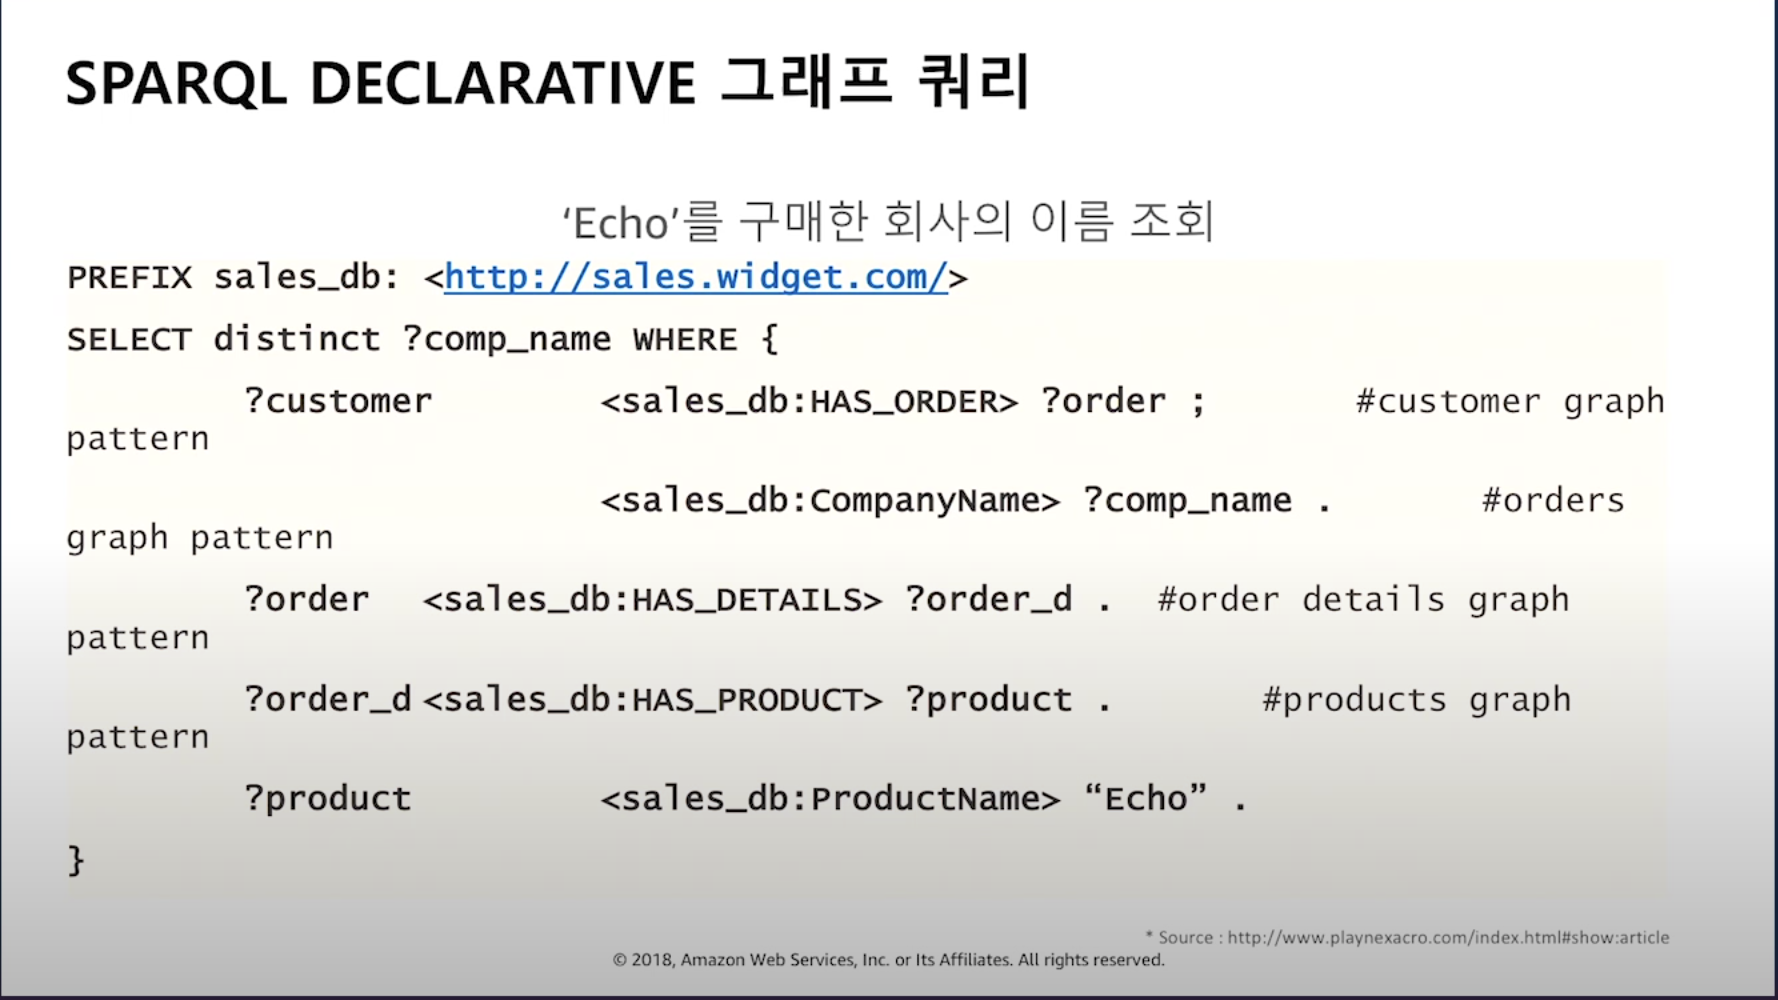 SPARQL DECLARATIVE 그래프 쿼리
‘Echo’를 구매한 회사의 이름 조회
PREFIX sales_db: <http://sales.widget.com/>
SELECT distinct ?comp_name WHERE {
?customer <sales_db:HAS_ORDER> ?order ; #customer graph
pattern
<sales_db:CompanyName> ?comp_name . #orders
graph pattern
?order <sales_db:HAS_DETAILS> ?order_d . #order details graph
pattern
?order_d <sales_db:HAS_PRODUCT> ?product . #products graph
pattern
?product <sales_db:ProductName> “Echo” .
}
* Source : http://www.playnexacro.com/index.html#show:article
© 2018, Amazon Web Services, Inc. or Its Affiliates. All rights reserved.